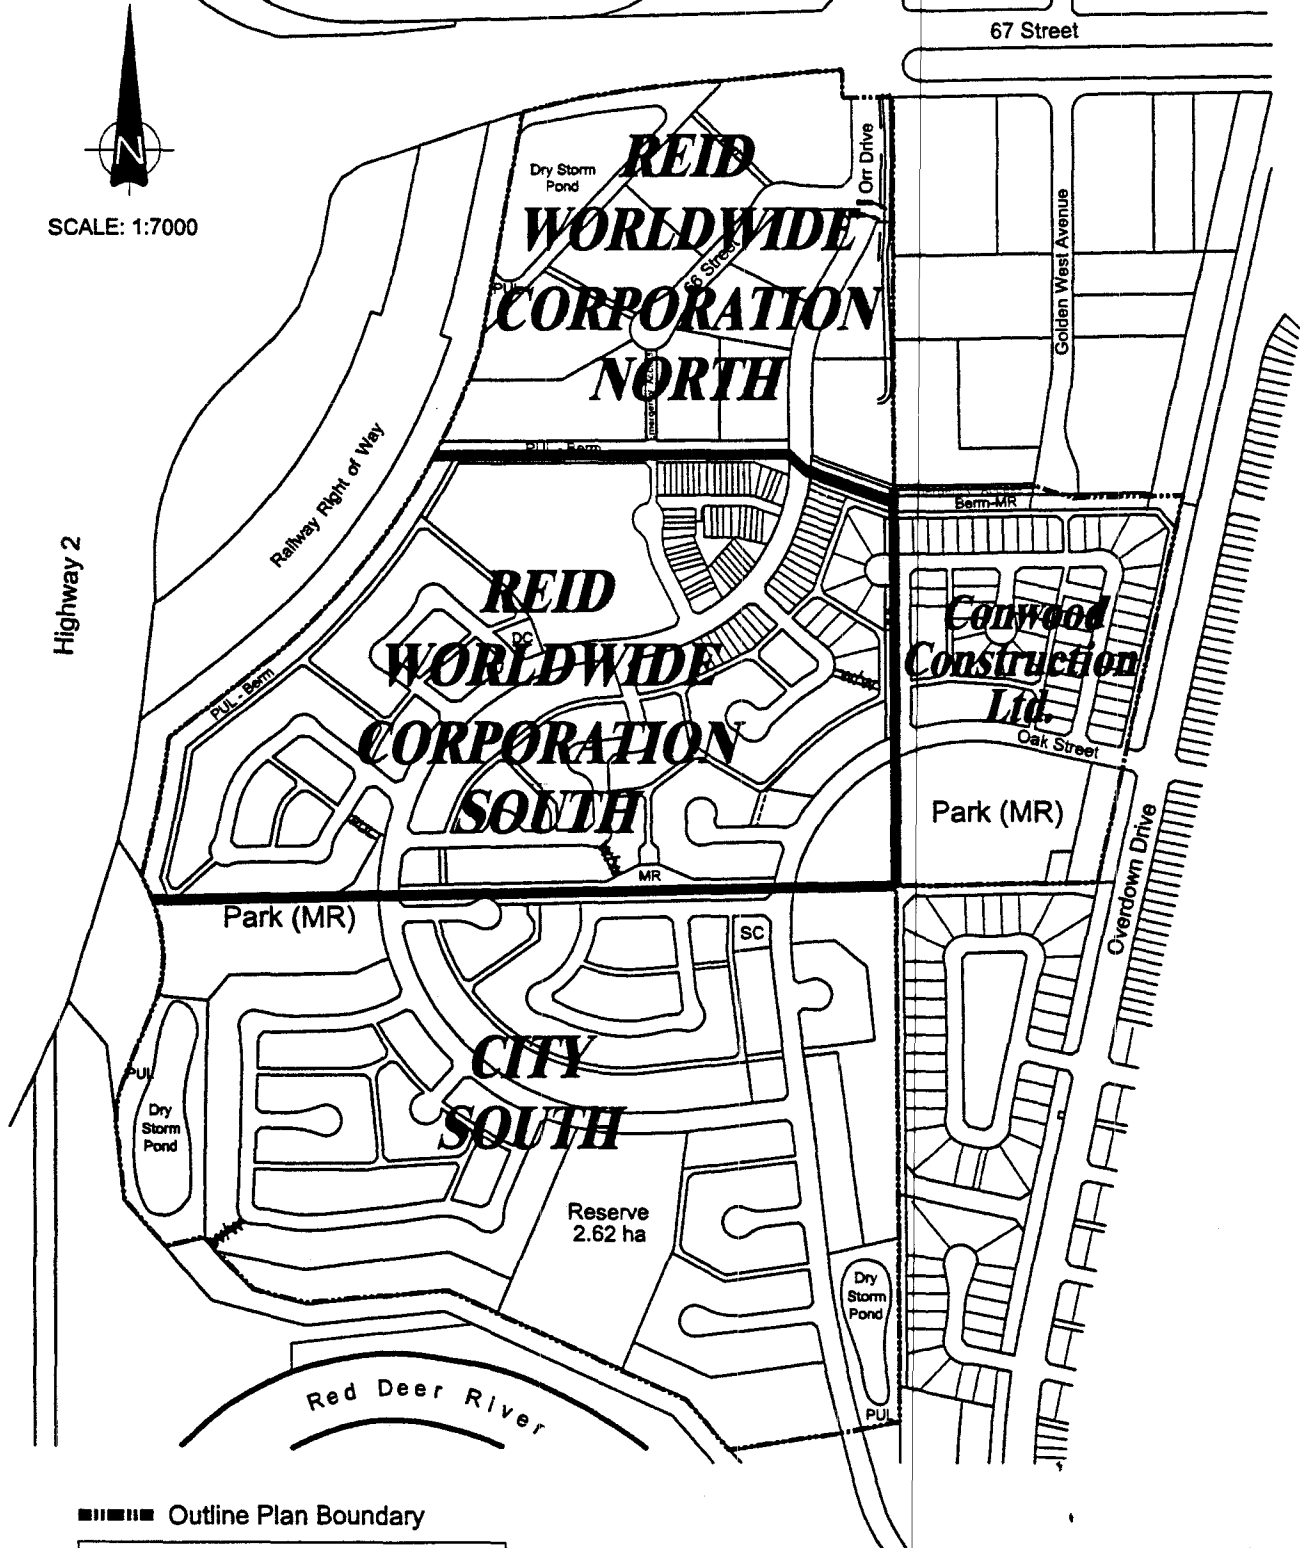 67 Street
N
SCALE: 1:7000
Orr Drive
Dry Storm
Pond
REID
WORLDWIDE
CORPORATION
NORTH
66 Street
PUL
Golden West Avenue
Emergency Access
PUL - Berm
Railway Right of Way
Highway 2
Berm-MR
REID
WORLDWIDE
CORPORATION
SOUTH
DC
Conwood
Construction
Ltd.
PUL - Berm
Oak Street
Park (MR)
Overdown Drive
MR
Park (MR)
SC
CITY
SOUTH
PUL
Dry
Storm
Pond
Reserve
2.62 ha
Dry
Storm
Pond
PUL
Red Deer River
Outline Plan Boundary